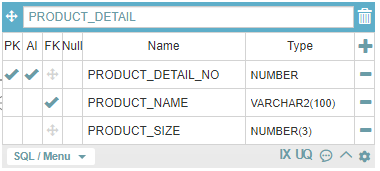 PRODUCT_DETAIL
PK AI FK Null Name Type
PRODUCT_DETAIL_NO NUMBER
PRODUCT_NAME VARCHAR2(100)
PRODUCT_SIZE NUMBER(3)
SQL / Menu IX UQ